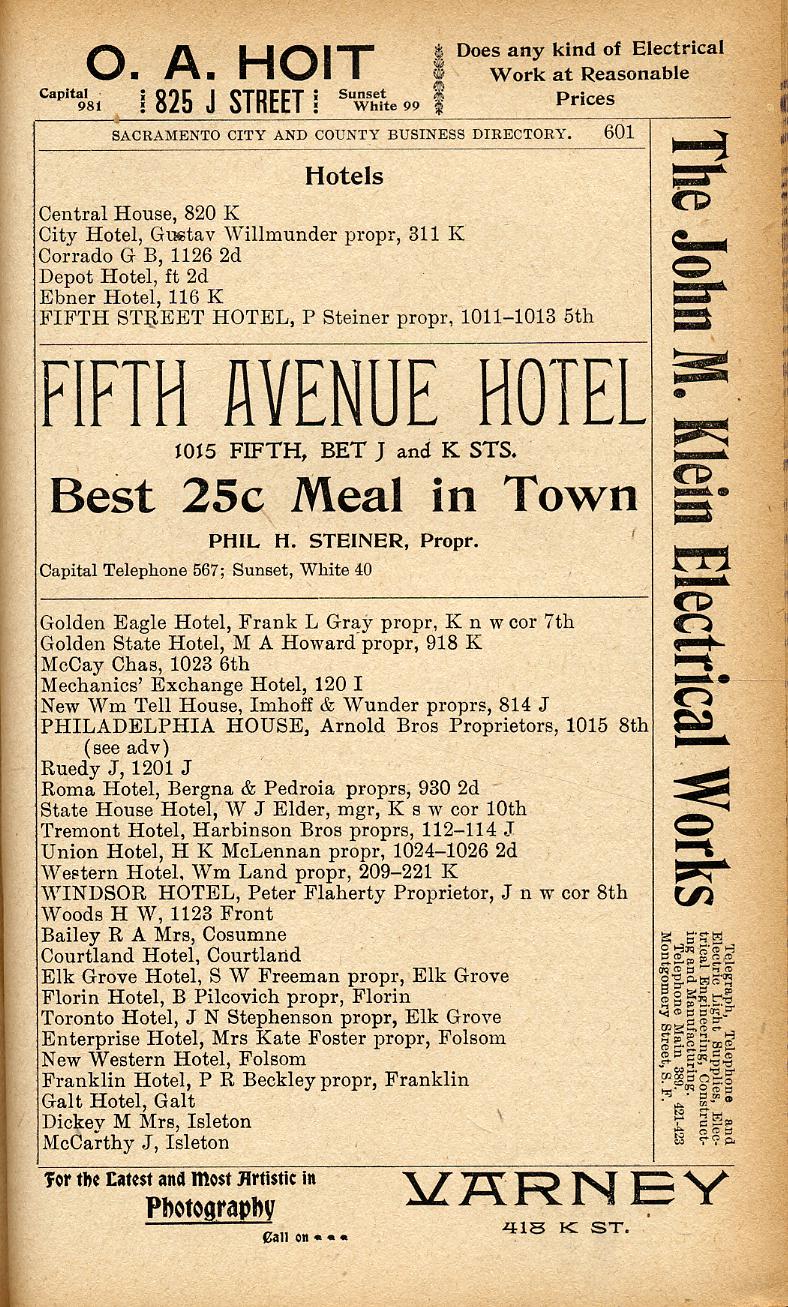 O. A. HOIT
Capital 981
825 J STREET
Sunset White 99
Does any kind of Electrical
Work at Reasonable
Prices
SACRAMENTO CITY AND COUNTY BUSINESS DIRECTORY. 601
Hotels
Central House, 820 K
City Hotel, Gustav Willmunder propr, 311 K
Corrado G B, 1126 2d
Depot Hotel, ft 2d
Ebner Hotel, 116 K
FIFTH STREET HOTEL, P Steiner propr, 1011–1013 5th
FIFTH AVENUE HOTEL
1015 FIFTH, BET J and K STS.
Best 25c Meal in Town
PHIL H. STEINER, Propr.
Capital Telephone 567; Sunset, White 40
Golden Eagle Hotel, Frank L Gray propr, K n w cor 7th
Golden State Hotel, M A Howard propr, 918 K
McCay Chas, 1023 6th
Mechanics' Exchange Hotel, 120 I
New Wm Tell House, Imhoff & Wunder proprs, 814 J
PHILADELPHIA HOUSE, Arnold Bros Proprietors, 1015 8th
(see adv)
Ruedy J, 1201 J
Roma Hotel, Bergna & Pedroia proprs, 930 2d
State House Hotel, W J Elder, mgr, K s w cor 10th
Tremont Hotel, Harbinson Bros proprs, 112–114 J
Union Hotel, H K McLennan propr, 1024–1026 2d
Western Hotel, Wm Land propr, 209–221 K
WINDSOR HOTEL, Peter Flaherty Proprietor, J n w cor 8th
Woods H W, 1123 Front
Bailey R A Mrs, Cosumne
Courtland Hotel, Courtland
Elk Grove Hotel, S W Freeman propr, Elk Grove
Florin Hotel, B Pilcovich propr, Florin
Toronto Hotel, J N Stephenson propr, Elk Grove
Enterprise Hotel, Mrs Kate Foster propr, Folsom
New Western Hotel, Folsom
Franklin Hotel, P R Beckley propr, Franklin
Galt Hotel, Galt
Dickey M Mrs, Isleton
McCarthy J, Isleton
The John M. Klein Electrical Works
Telegraph, Telephone and
Electric Light Supplies, Elec-
trical Engineering, Construct-
ing and Manufacturing.
Telephone Main 389. 421-423
Montgomery Street, S. F.
For the Latest and Most Artistic in
Photography
Call on • • •
VARNEY
418 K ST.